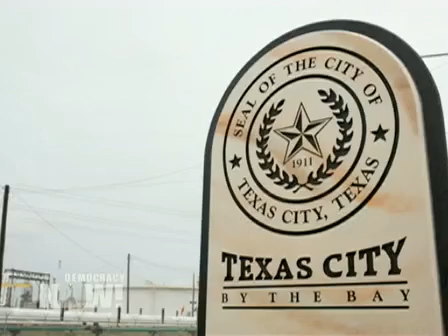 SEAL OF THE CITY OF
1911
TEXAS CITY, TEXAS
TEXAS CITY
BY THE BAY
DEMOCRACY
NOW!